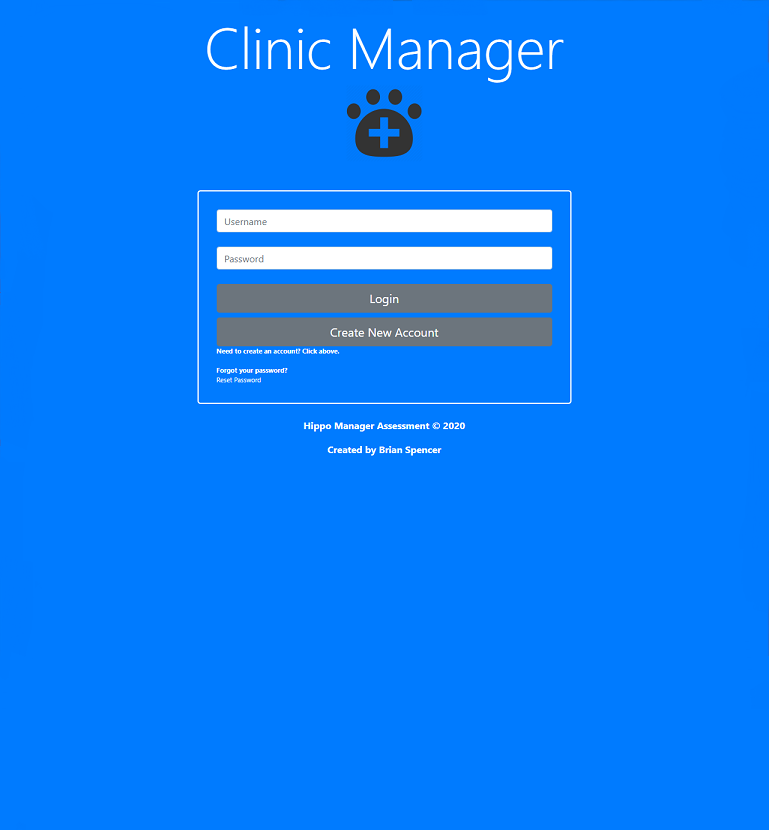 Clinic Manager
Username
Password
Login
Create New Account
Need to create an account? Click above.
Forgot your password?
Reset Password
Hippo Manager Assessment © 2020
Created by Brian Spencer